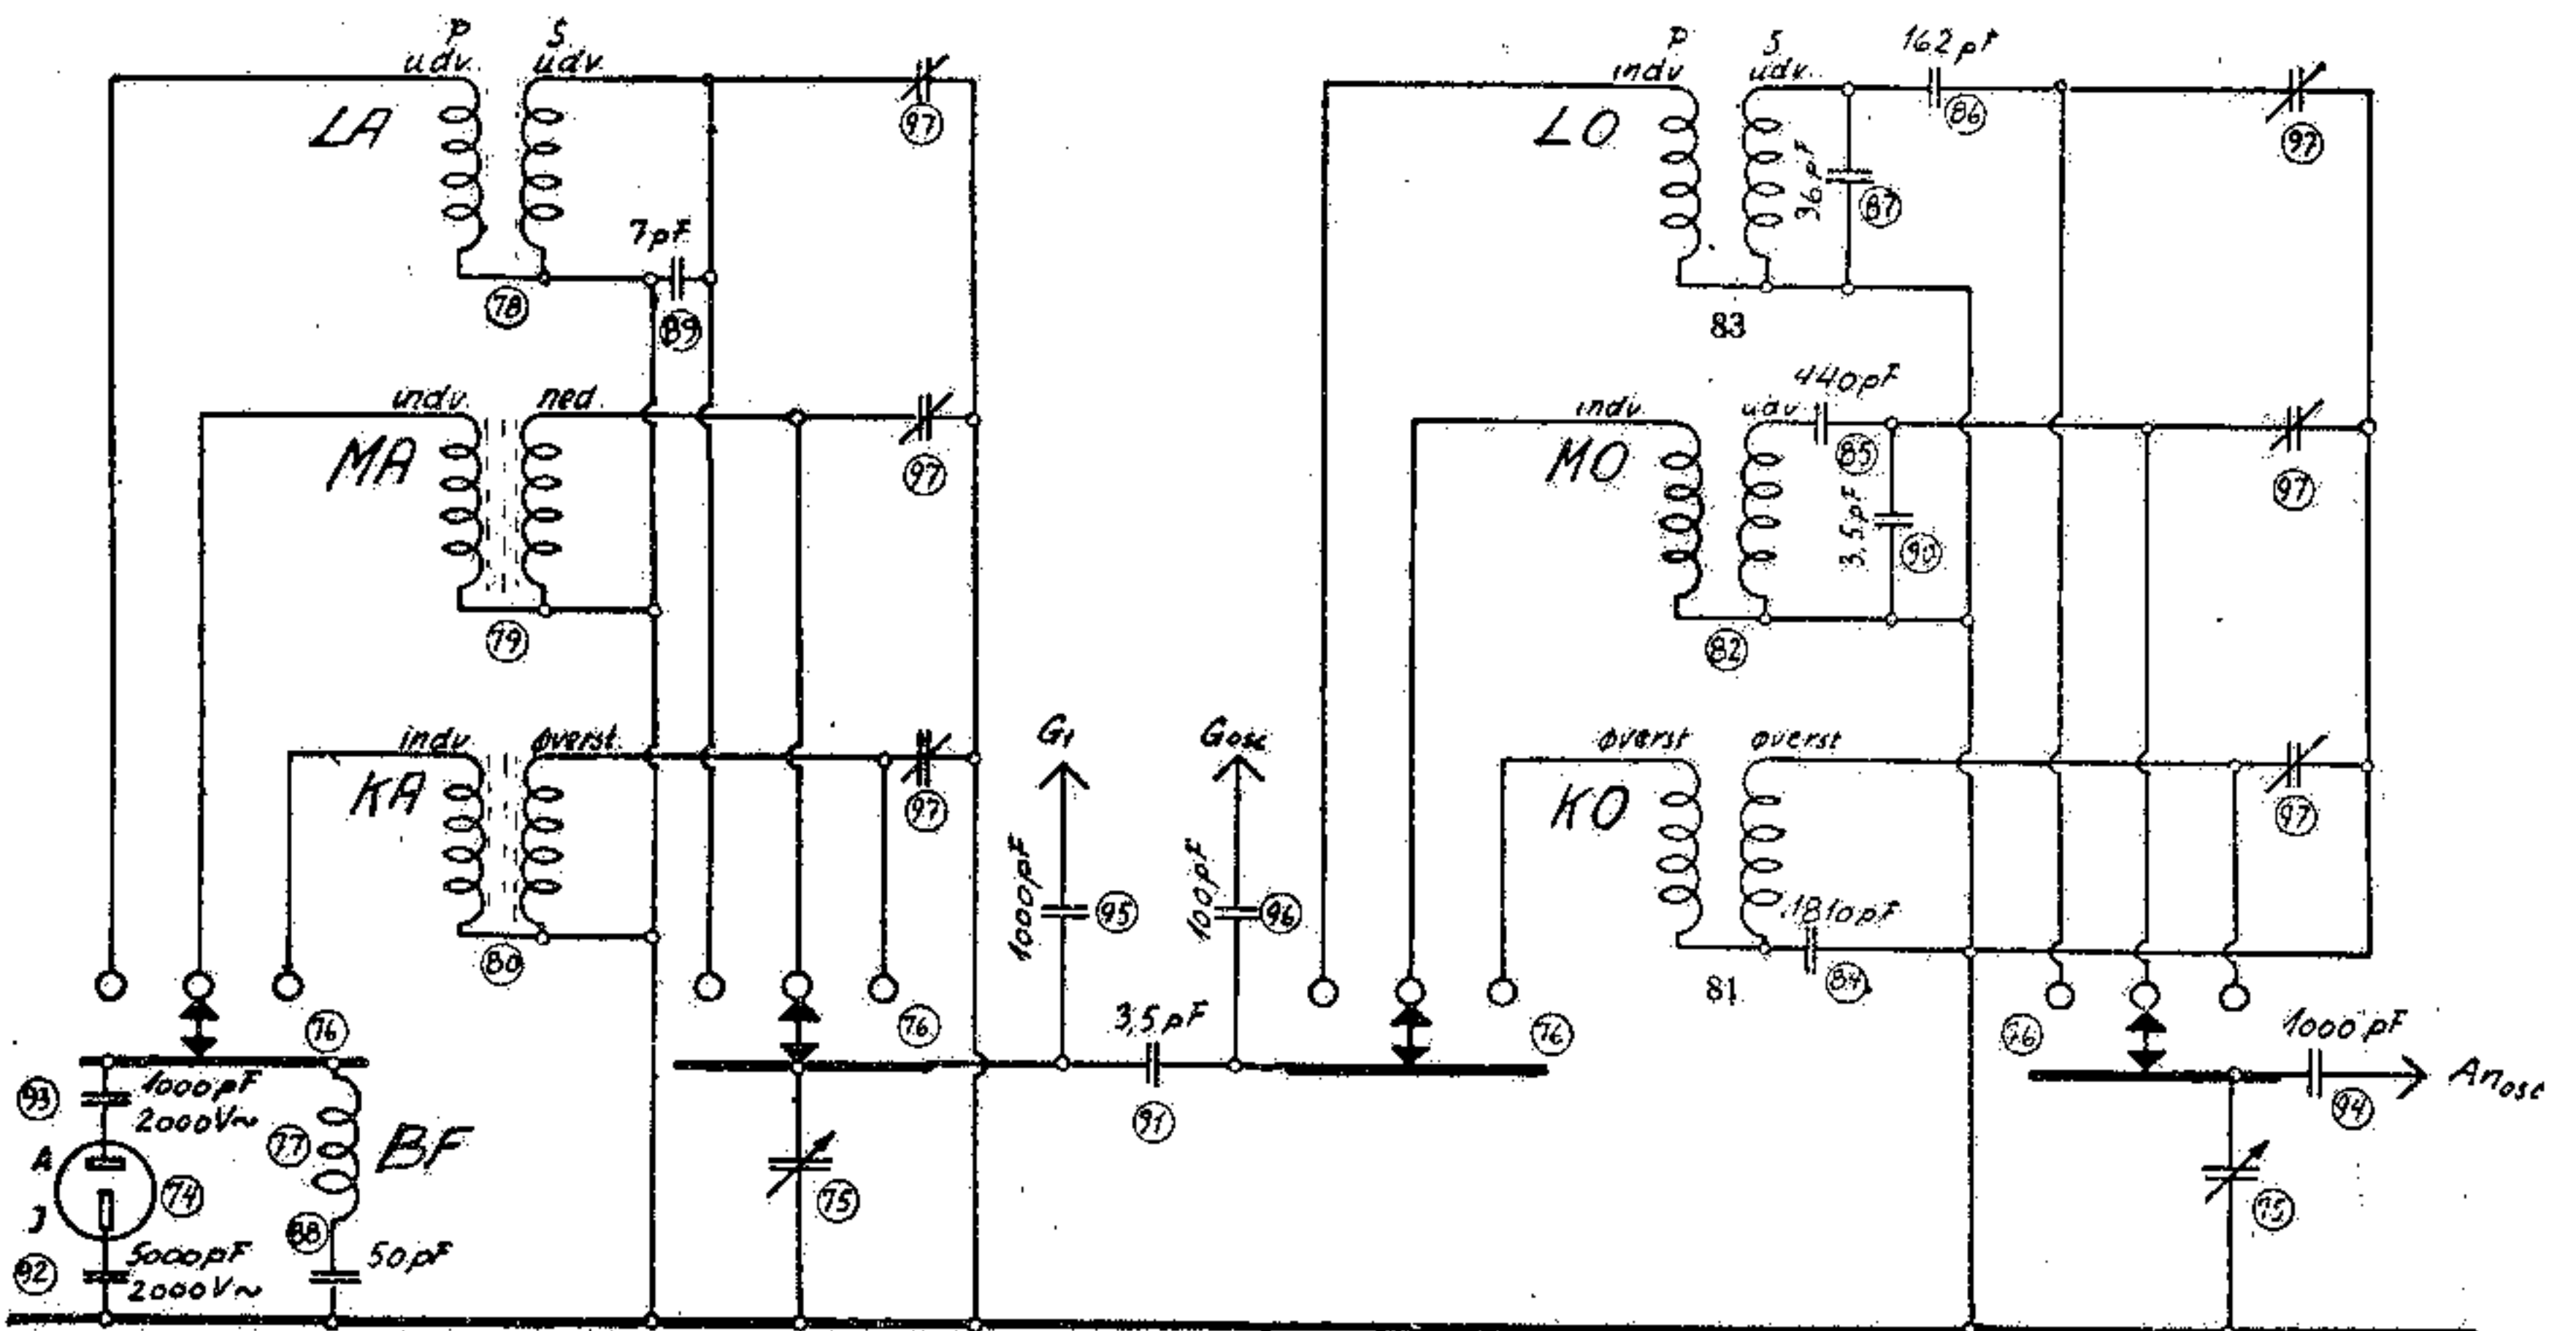 P S
udv. udv.
LA
97
7pF
78
89
indv. ned.
MA
97
79
indv. øverst.
KA
97
80
G1
1000pF
95
Gosc
100pF
96
76
76
3,5pF
91
93
1000pF
2000V~
A
J
74
77
BF
88
50pF
92
5000pF
2000V~
75
P S
indv udv.
162pF
LO
86
97
36pF
87
83
440pF
indv. udv.
MO
85
97
3,5pF
90
82
øverst øverst
KO
97
1810pF
81
84
76
76
1000pF
Anosc
94
75